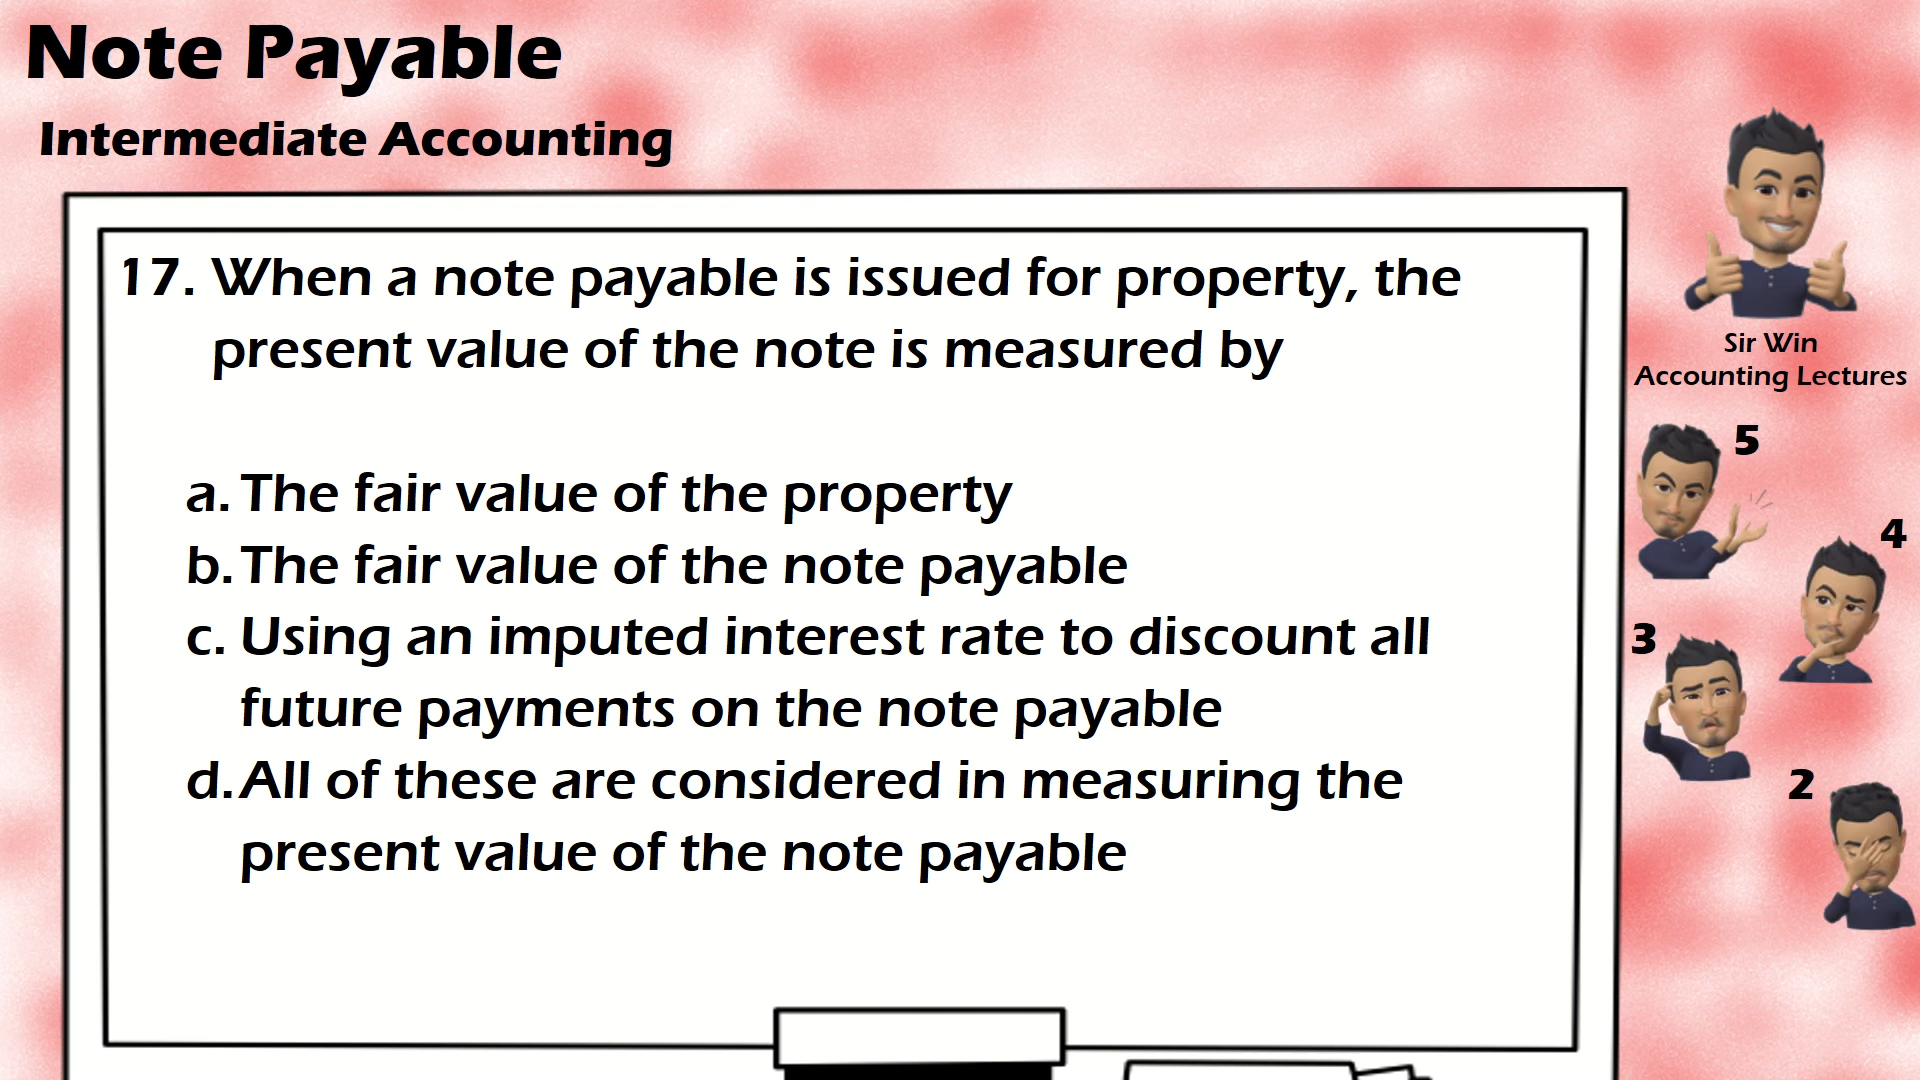 Note Payable
Intermediate Accounting
17. When a note payable is issued for property, the
present value of the note is measured by
a. The fair value of the property
b. The fair value of the note payable
c. Using an imputed interest rate to discount all
future payments on the note payable
d. All of these are considered in measuring the
present value of the note payable
Sir Win
Accounting Lectures
5
4
3
2